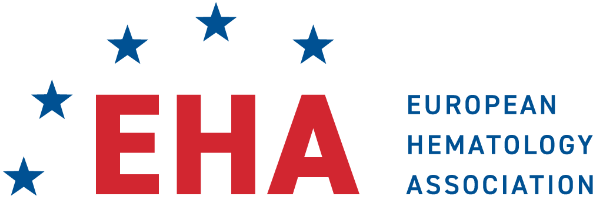 EHA
EUROPEAN
HEMATOLOGY
ASSOCIATION